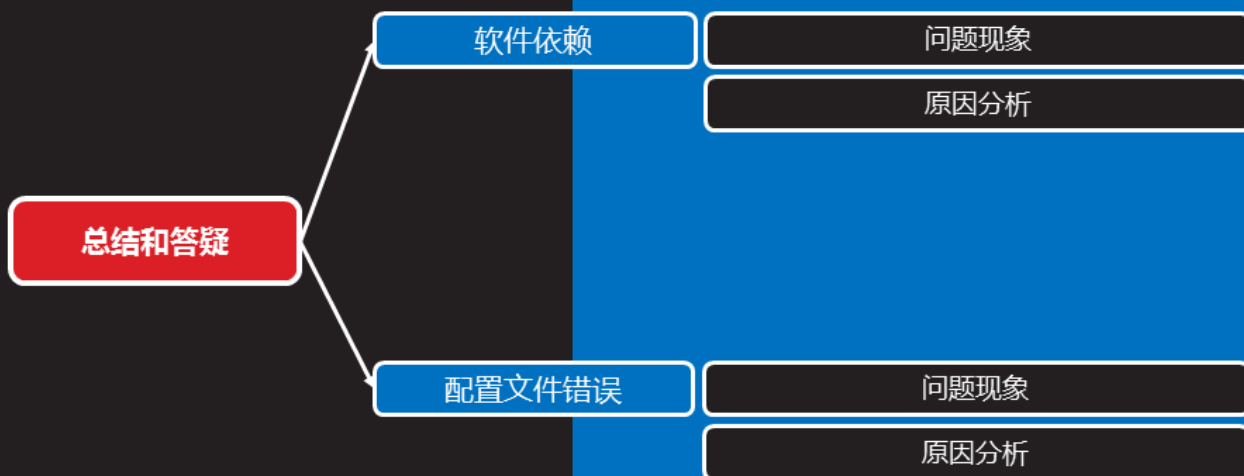 软件依赖
问题现象
原因分析
总结和答疑
配置文件错误
问题现象
原因分析